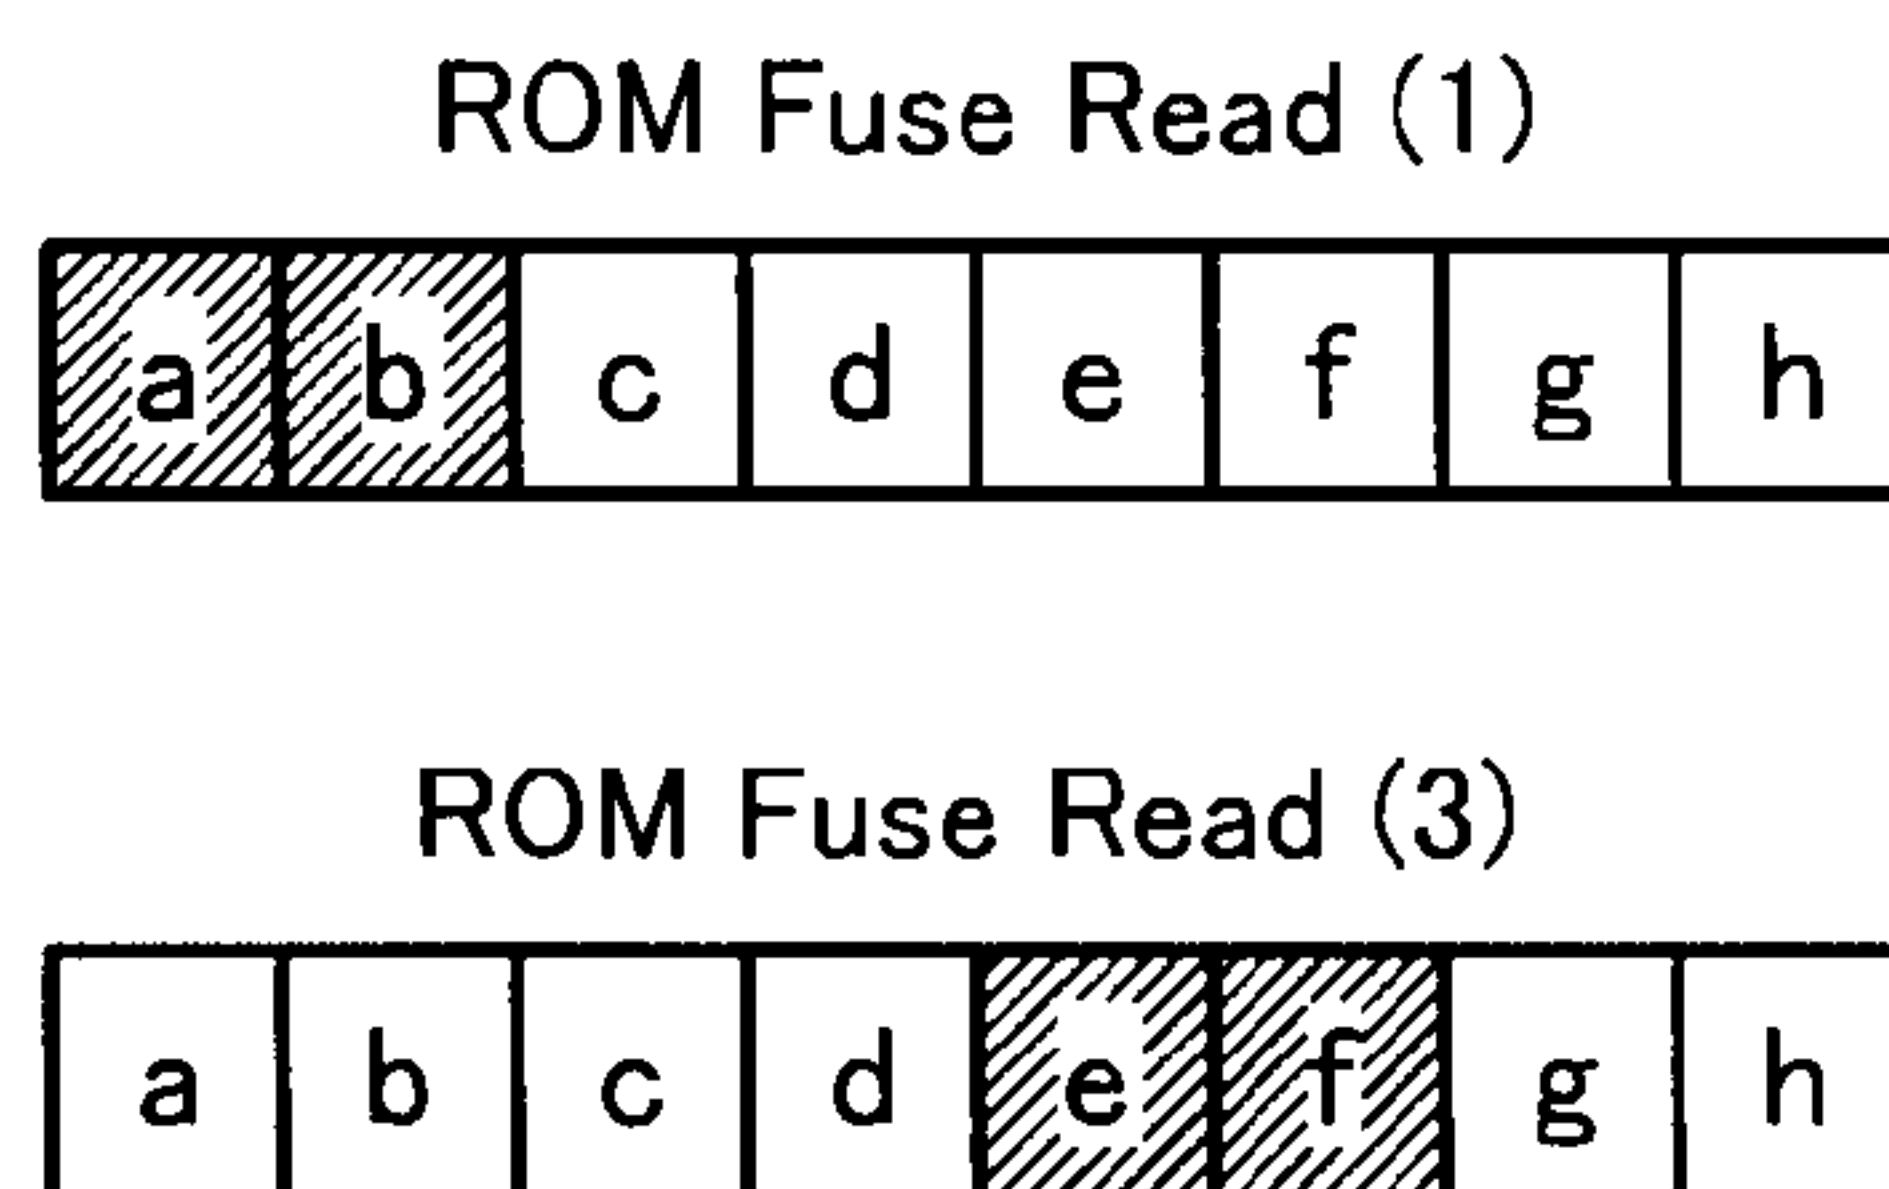 ROM Fuse Read (1)
a b c d e f g h
ROM Fuse Read (3)
a b c d e f g h